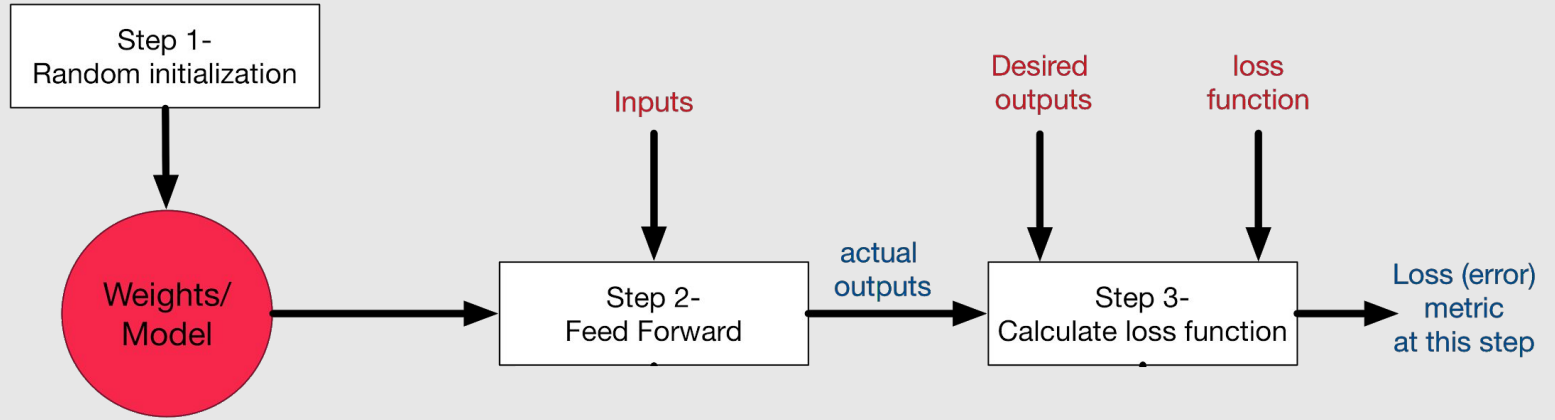 Step 1-
Random initialization
Weights/
Model
Inputs
Step 2-
Feed Forward
actual
outputs
Desired
outputs
loss
function
Step 3-
Calculate loss function
Loss (error)
metric
at this step